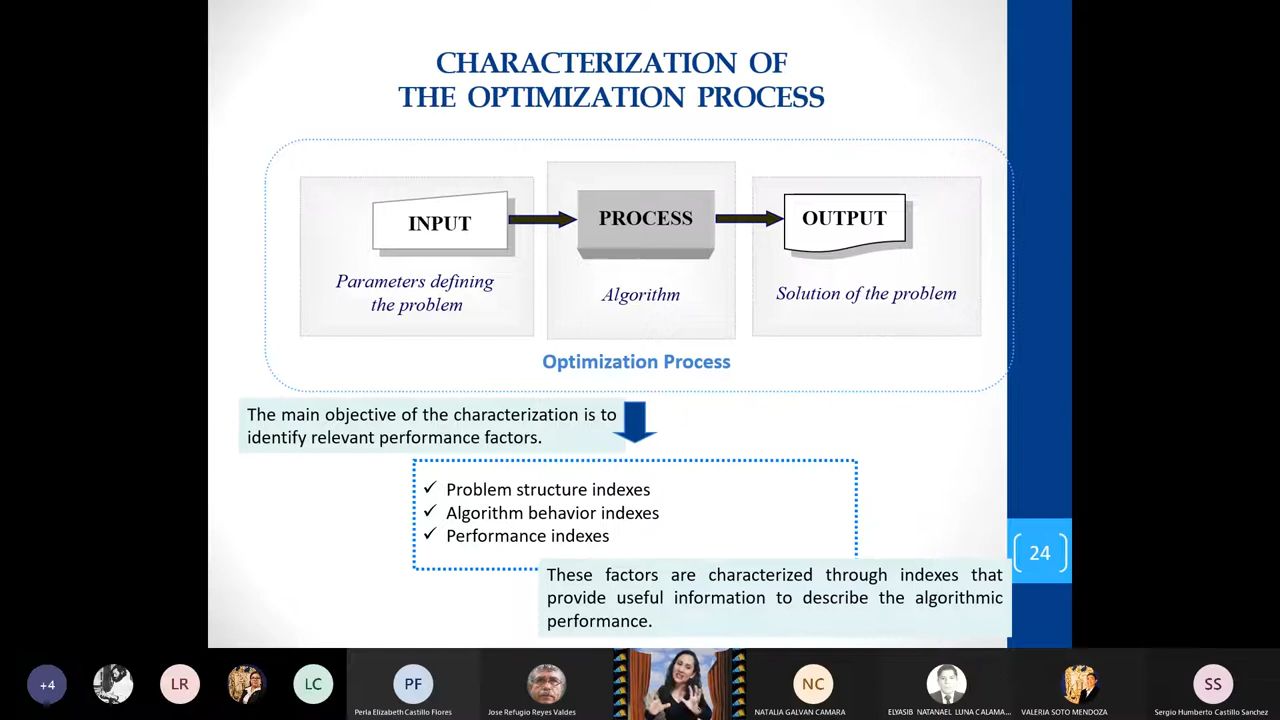 CHARACTERIZATION OF
THE OPTIMIZATION PROCESS
INPUT
PROCESS
OUTPUT
Parameters defining
the problem
Algorithm
Solution of the problem
Optimization Process
The main objective of the characterization is to
identify relevant performance factors.
✓ Problem structure indexes
✓ Algorithm behavior indexes
✓ Performance indexes
24
These factors are characterized through indexes that
provide useful information to describe the algorithmic
performance.
+4
LR
LC
PF
NC
SS
Perla Elizabeth Castillo Flores
Jose Refugio Reyes Valdes
NATALIA GALVAN CAMARA
ELYASIB NATANAEL LUNA CALAMA...
VALERIA SOTO MENDOZA
Sergio Humberto Castillo Sanchez